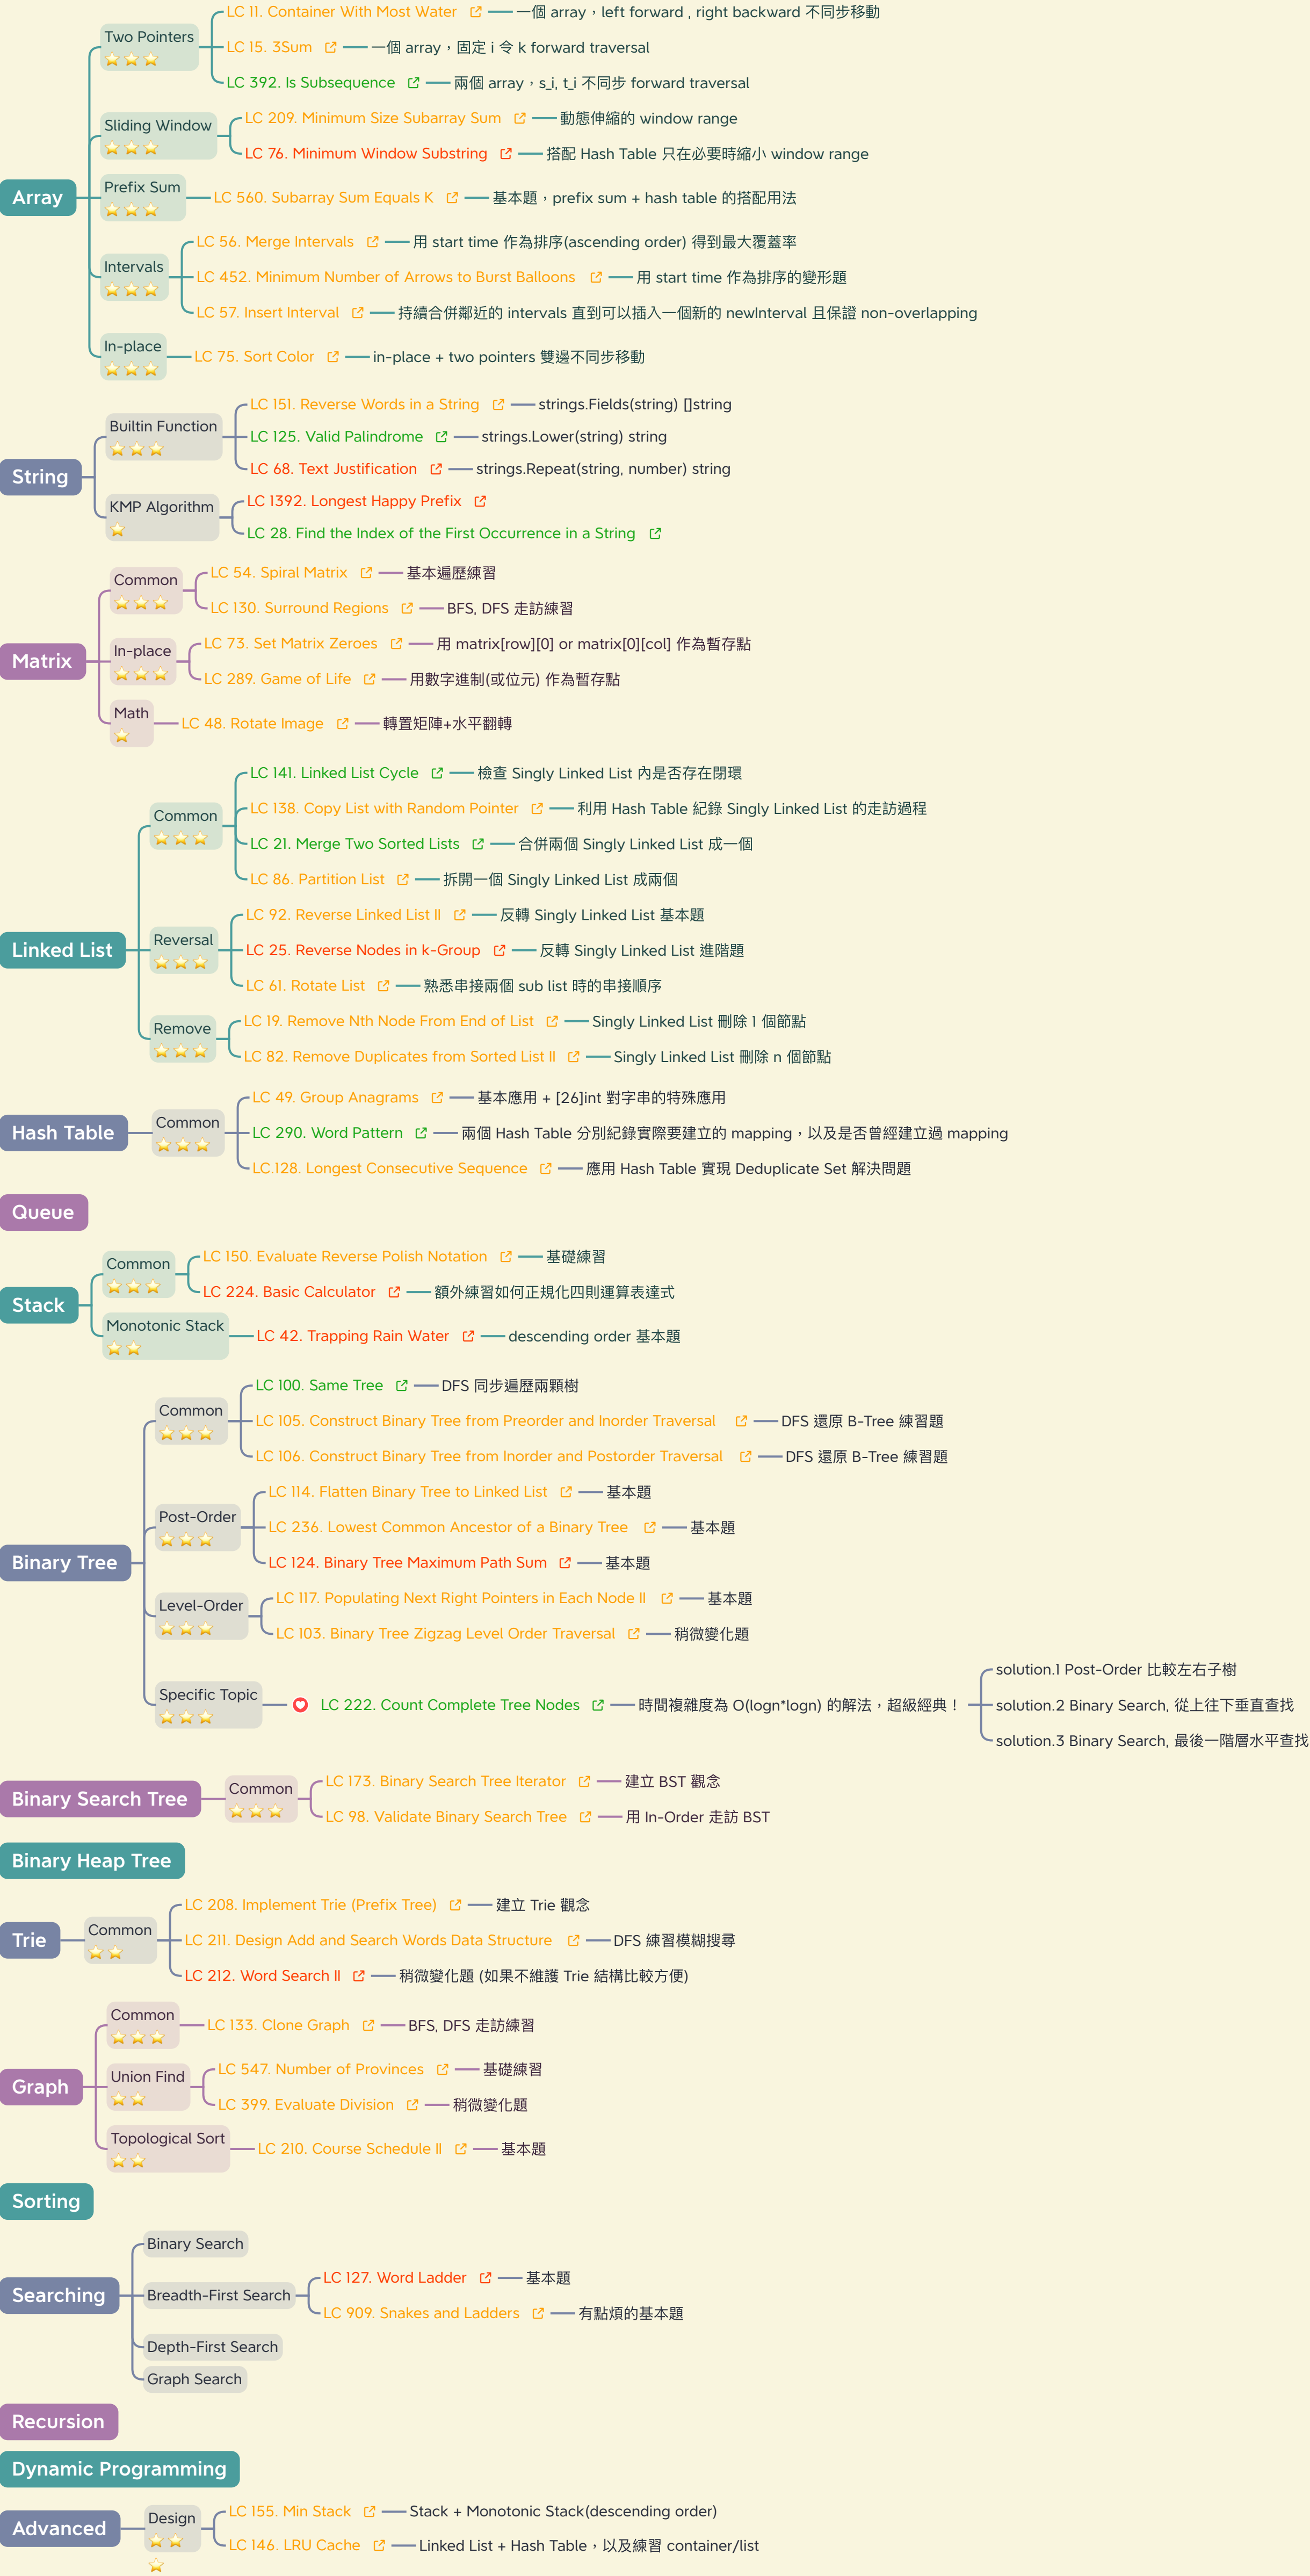 Array
Two Pointers
LC 11. Container With Most Water
一個 array，left forward , right backward 不同步移動
LC 15. 3Sum
一個 array，固定 i 令 k forward traversal
LC 392. Is Subsequence
兩個 array，s_i, t_i 不同步 forward traversal
Sliding Window
LC 209. Minimum Size Subarray Sum
動態伸縮的 window range
LC 76. Minimum Window Substring
搭配 Hash Table 只在必要時縮小 window range
Prefix Sum
LC 560. Subarray Sum Equals K
基本題，prefix sum + hash table 的搭配用法
Intervals
LC 56. Merge Intervals
用 start time 作為排序(ascending order) 得到最大覆蓋率
LC 452. Minimum Number of Arrows to Burst Balloons
用 start time 作為排序的變形題
LC 57. Insert Interval
持續合併鄰近的 intervals 直到可以插入一個新的 newInterval 且保證 non-overlapping
In-place
LC 75. Sort Color
in-place + two pointers 雙邊不同步移動
String
Builtin Function
LC 151. Reverse Words in a String
strings.Fields(string) []string
LC 125. Valid Palindrome
strings.Lower(string) string
LC 68. Text Justification
strings.Repeat(string, number) string
KMP Algorithm
LC 1392. Longest Happy Prefix
LC 28. Find the Index of the First Occurrence in a String
Matrix
Common
LC 54. Spiral Matrix
基本遍歷練習
LC 130. Surround Regions
BFS, DFS 走訪練習
In-place
LC 73. Set Matrix Zeroes
用 matrix[row][0] or matrix[0][col] 作為暫存點
LC 289. Game of Life
用數字進制(或位元) 作為暫存點
Math
LC 48. Rotate Image
轉置矩陣+水平翻轉
Linked List
Common
LC 141. Linked List Cycle
檢查 Singly Linked List 內是否存在閉環
LC 138. Copy List with Random Pointer
利用 Hash Table 紀錄 Singly Linked List 的走訪過程
LC 21. Merge Two Sorted Lists
合併兩個 Singly Linked List 成一個
LC 86. Partition List
拆開一個 Singly Linked List 成兩個
Reversal
LC 92. Reverse Linked List II
反轉 Singly Linked List 基本題
LC 25. Reverse Nodes in k-Group
反轉 Singly Linked List 進階題
LC 61. Rotate List
熟悉串接兩個 sub list 時的串接順序
Remove
LC 19. Remove Nth Node From End of List
Singly Linked List 刪除 1 個節點
LC 82. Remove Duplicates from Sorted List II
Singly Linked List 刪除 n 個節點
Hash Table
Common
LC 49. Group Anagrams
基本應用 + [26]int 對字串的特殊應用
LC 290. Word Pattern
兩個 Hash Table 分別紀錄實際要建立的 mapping，以及是否曾經建立過 mapping
LC.128. Longest Consecutive Sequence
應用 Hash Table 實現 Deduplicate Set 解決問題
Queue
Stack
Common
LC 150. Evaluate Reverse Polish Notation
基礎練習
LC 224. Basic Calculator
額外練習如何正規化四則運算表達式
Monotonic Stack
LC 42. Trapping Rain Water
descending order 基本題
Binary Tree
Common
LC 100. Same Tree
DFS 同步遍歷兩顆樹
LC 105. Construct Binary Tree from Preorder and Inorder Traversal
DFS 還原 B-Tree 練習題
LC 106. Construct Binary Tree from Inorder and Postorder Traversal
DFS 還原 B-Tree 練習題
Post-Order
LC 114. Flatten Binary Tree to Linked List
基本題
LC 236. Lowest Common Ancestor of a Binary Tree
基本題
LC 124. Binary Tree Maximum Path Sum
基本題
Level-Order
LC 117. Populating Next Right Pointers in Each Node II
基本題
LC 103. Binary Tree Zigzag Level Order Traversal
稍微變化題
Specific Topic
LC 222. Count Complete Tree Nodes
時間複雜度為 O(logn*logn) 的解法，超級經典！
solution.1 Post-Order 比較左右子樹
solution.2 Binary Search, 從上往下垂直查找
solution.3 Binary Search, 最後一階層水平查找
Binary Search Tree
Common
LC 173. Binary Search Tree Iterator
建立 BST 觀念
LC 98. Validate Binary Search Tree
用 In-Order 走訪 BST
Binary Heap Tree
Trie
Common
LC 208. Implement Trie (Prefix Tree)
建立 Trie 觀念
LC 211. Design Add and Search Words Data Structure
DFS 練習模糊搜尋
LC 212. Word Search II
稍微變化題 (如果不維護 Trie 結構比較方便)
Graph
Common
LC 133. Clone Graph
BFS, DFS 走訪練習
Union Find
LC 547. Number of Provinces
基礎練習
LC 399. Evaluate Division
稍微變化題
Topological Sort
LC 210. Course Schedule II
基本題
Sorting
Searching
Binary Search
Breadth-First Search
LC 127. Word Ladder
基本題
LC 909. Snakes and Ladders
有點煩的基本題
Depth-First Search
Graph Search
Recursion
Dynamic Programming
Advanced
Design
LC 155. Min Stack
Stack + Monotonic Stack(descending order)
LC 146. LRU Cache
Linked List + Hash Table，以及練習 container/list